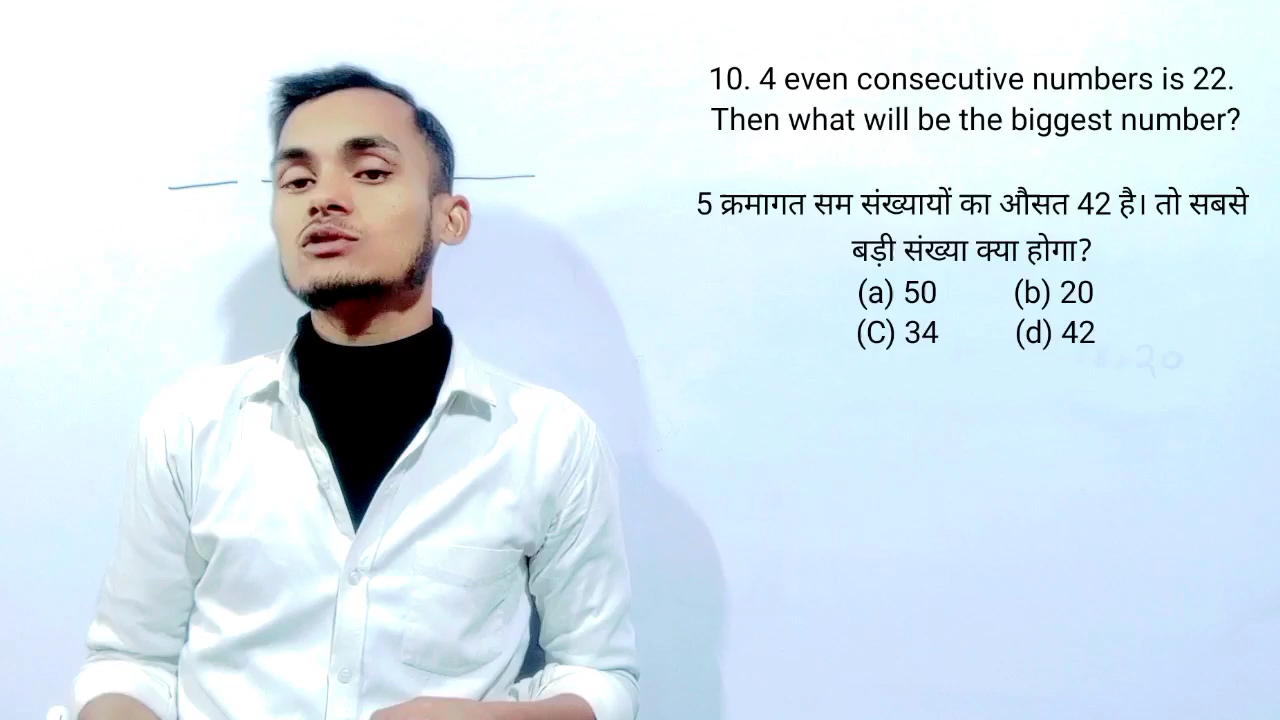 10. 4 even consecutive numbers is 22.
Then what will be the biggest number?
5 क्रमागत सम संख्यायों का औसत 42 है। तो सबसे
बड़ी संख्या क्या होगा?
(a) 50 (b) 20
(C) 34 (d) 42